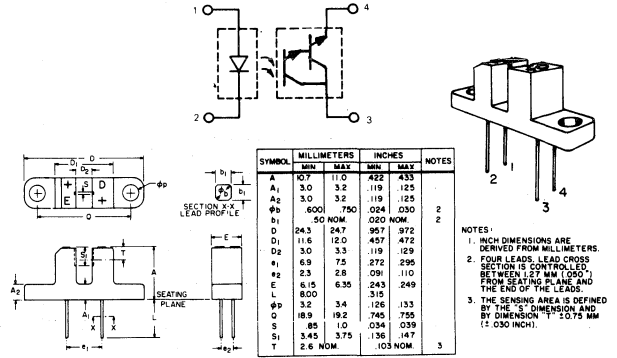 1
4
2
3
D
D1
D2
+ S D
E +
Q
φp
b1
φb
b1
SECTION X-X
LEAD PROFILE
2
1
3
4
S1
T
A
A2
A1
SEATING
PLANE
X X
L
e1
E
e2
SYMBOL MILLIMETERS INCHES NOTES
MIN MAX MIN MAX
A 10.7 11.0 .422 .433
A1 3.0 3.2 .119 .125
A2 3.0 3.2 .119 .125
φb .600 .750 .024 .030 2
b1 .50 NOM. .020 NOM. 2
D 24.3 24.7 .957 .972
D1 11.6 12.0 .457 .472
D2 3.0 3.3 .119 .129
e1 6.9 7.5 .272 .295
e2 2.3 2.8 .091 .110
E 6.15 6.35 .243 .249
L 8.00 .315
φp 3.2 3.4 .126 .133
Q 18.9 19.2 .745 .755
S .85 1.0 .034 .039
S1 3.45 3.75 .136 .147
T 2.6 NOM. .103 NOM. 3
NOTES:
1. INCH DIMENSIONS ARE
DERIVED FROM MILLIMETERS.
2. FOUR LEADS. LEAD CROSS
SECTION IS CONTROLLED
BETWEEN 1.27 MM (.050")
FROM SEATING PLANE AND
THE END OF THE LEADS.
3. THE SENSING AREA IS DEFINED
BY THE "S" DIMENSION AND
BY DIMENSION "T" ±0.75 MM
(±.030 INCH).